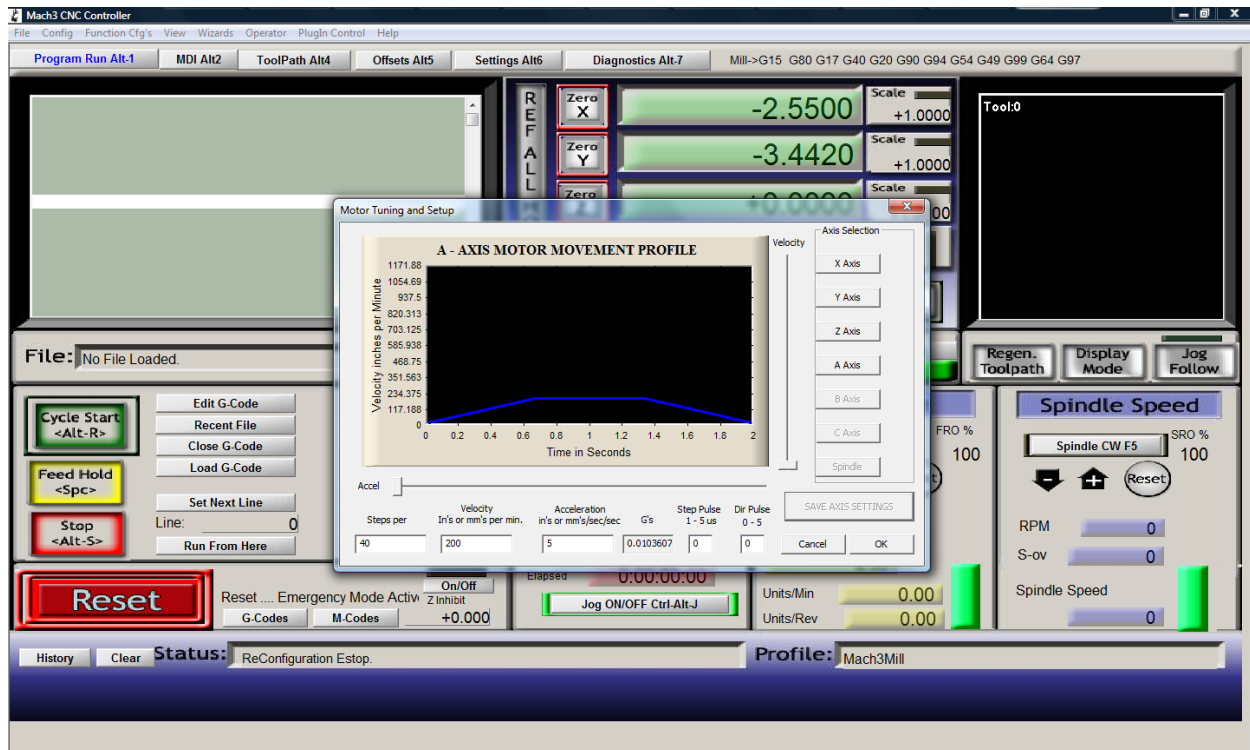 Mach3 CNC Controller
File Config Function Cfg's View Wizards Operator PlugIn Control Help
Program Run Alt-1 MDI Alt2 ToolPath Alt4 Offsets Alt5 Settings Alt6 Diagnostics Alt-7 Mill->G15 G80 G17 G40 G20 G90 G94 G54 G49 G99 G64 G97
REF ALL
Zero X -2.5500 Scale +1.0000
Zero Y -3.4420 Scale +1.0000
Zero Z +0.0000 Scale
Tool:0
Motor Tuning and Setup
A - AXIS MOTOR MOVEMENT PROFILE
Velocity inches per Minute
1171.88
1054.69
937.5
820.313
703.125
585.938
468.75
351.563
234.375
117.188
0
0 0.2 0.4 0.6 0.8 1 1.2 1.4 1.6 1.8 2
Time in Seconds
Velocity
Axis Selection
X Axis
Y Axis
Z Axis
A Axis
B Axis
C Axis
Spindle
Accel
Steps per
Velocity In's or mm's per min.
Acceleration in's or mm's/sec/sec
G's
Step Pulse 1 - 5 us
Dir Pulse 0 - 5
40 200 5 0.0103607 0 0
SAVE AXIS SETTINGS
Cancel OK
File: No File Loaded.
Regen. Toolpath
Display Mode
Jog Follow
Cycle Start <Alt-R>
Feed Hold <Spc>
Stop <Alt-S>
Edit G-Code
Recent File
Close G-Code
Load G-Code
Set Next Line
Line: 0
Run From Here
FRO %
100
Spindle Speed
Spindle CW F5
SRO %
100
Reset
RPM 0
S-ov 0
Spindle Speed
0
Reset
Reset .... Emergency Mode Activ
G-Codes M-Codes
On/Off
Z Inhibit
+0.000
Elapsed 0:00:00:00
Jog ON/OFF Ctrl-Alt-J
Units/Min 0.00
Units/Rev 0.00
History Clear Status: ReConfiguration Estop.
Profile: Mach3Mill